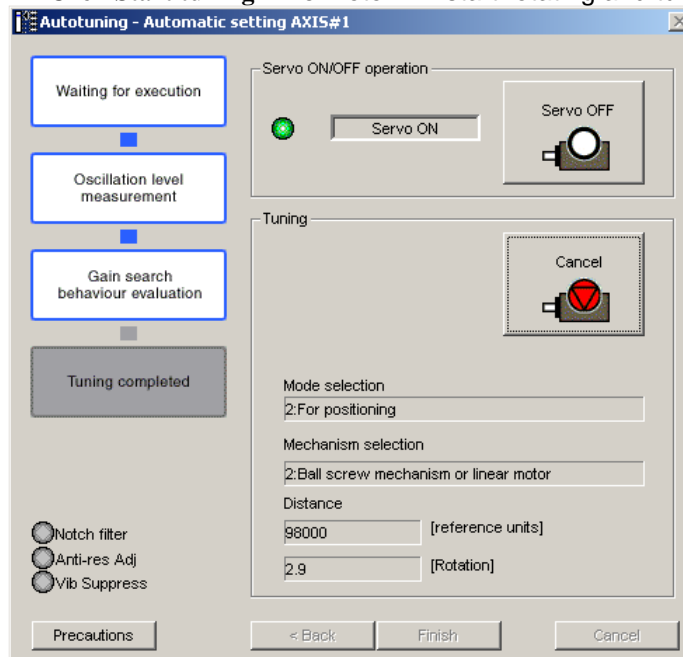 Autotuning - Automatic setting AXIS#1
Waiting for execution
Oscillation level
measurement
Gain search
behaviour evaluation
Tuning completed
Notch filter
Anti-res Adj
Vib Suppress
Precautions
Servo ON/OFF operation
Servo ON
Servo OFF
Tuning
Cancel
Mode selection
2:For positioning
Mechanism selection
2:Ball screw mechanism or linear motor
Distance
98000 [reference units]
2.9 [Rotation]
< Back
Finish
Cancel